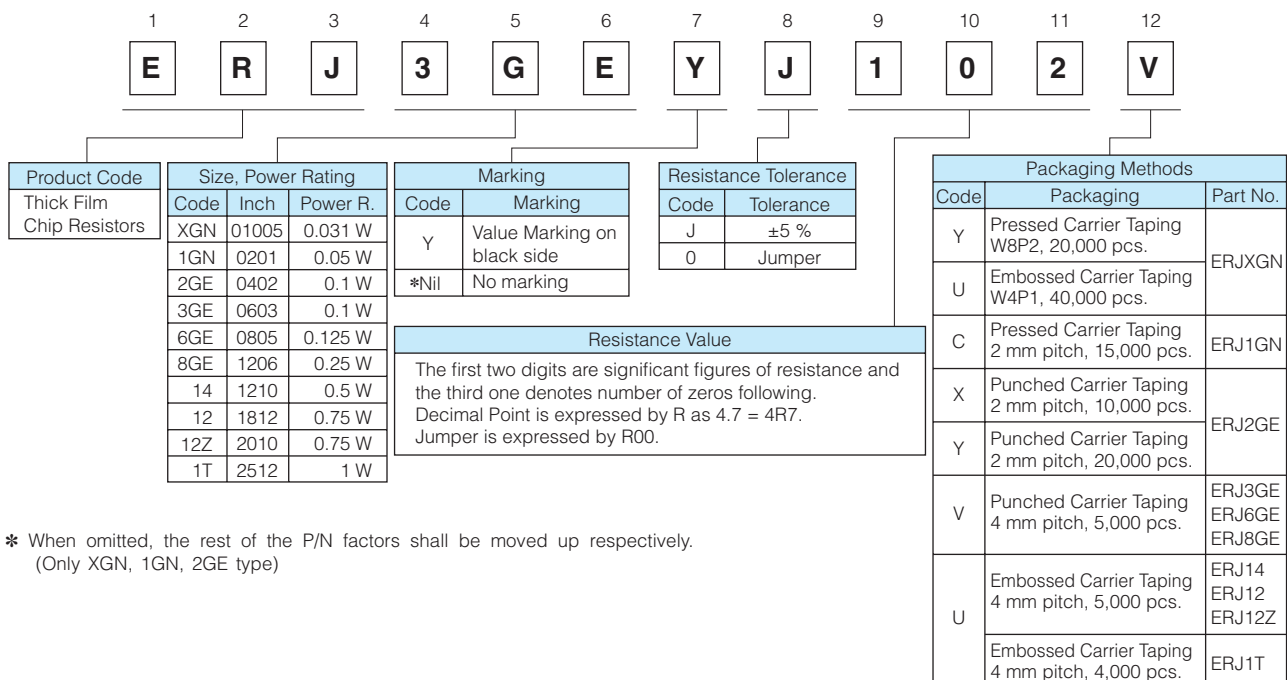 1 2 3 4 5 6 7 8 9 10 11 12
E R J 3 G E Y J 1 0 2 V
Product Code
Thick Film
Chip Resistors
Size, Power Rating
Code Inch Power R.
XGN 01005 0.031 W
1GN 0201 0.05 W
2GE 0402 0.1 W
3GE 0603 0.1 W
6GE 0805 0.125 W
8GE 1206 0.25 W
14 1210 0.5 W
12 1812 0.75 W
12Z 2010 0.75 W
1T 2512 1 W
Marking
Code Marking
Y Value Marking on
black side
✻Nil No marking
Resistance Tolerance
Code Tolerance
J ±5 %
0 Jumper
Resistance Value
The first two digits are significant figures of resistance and
the third one denotes number of zeros following.
Decimal Point is expressed by R as 4.7 = 4R7.
Jumper is expressed by R00.
Packaging Methods
Code Packaging Part No.
Y Pressed Carrier Taping
W8P2, 20,000 pcs.
ERJXGN
U Embossed Carrier Taping
W4P1, 40,000 pcs.
C Pressed Carrier Taping
2 mm pitch, 15,000 pcs.
ERJ1GN
X Punched Carrier Taping
2 mm pitch, 10,000 pcs.
ERJ2GE
Y Punched Carrier Taping
2 mm pitch, 20,000 pcs.
V Punched Carrier Taping
4 mm pitch, 5,000 pcs.
ERJ3GE
ERJ6GE
ERJ8GE
U Embossed Carrier Taping
4 mm pitch, 5,000 pcs.
ERJ14
ERJ12
ERJ12Z
Embossed Carrier Taping
4 mm pitch, 4,000 pcs.
ERJ1T
✻ When omitted, the rest of the P/N factors shall be moved up respectively.
(Only XGN, 1GN, 2GE type)